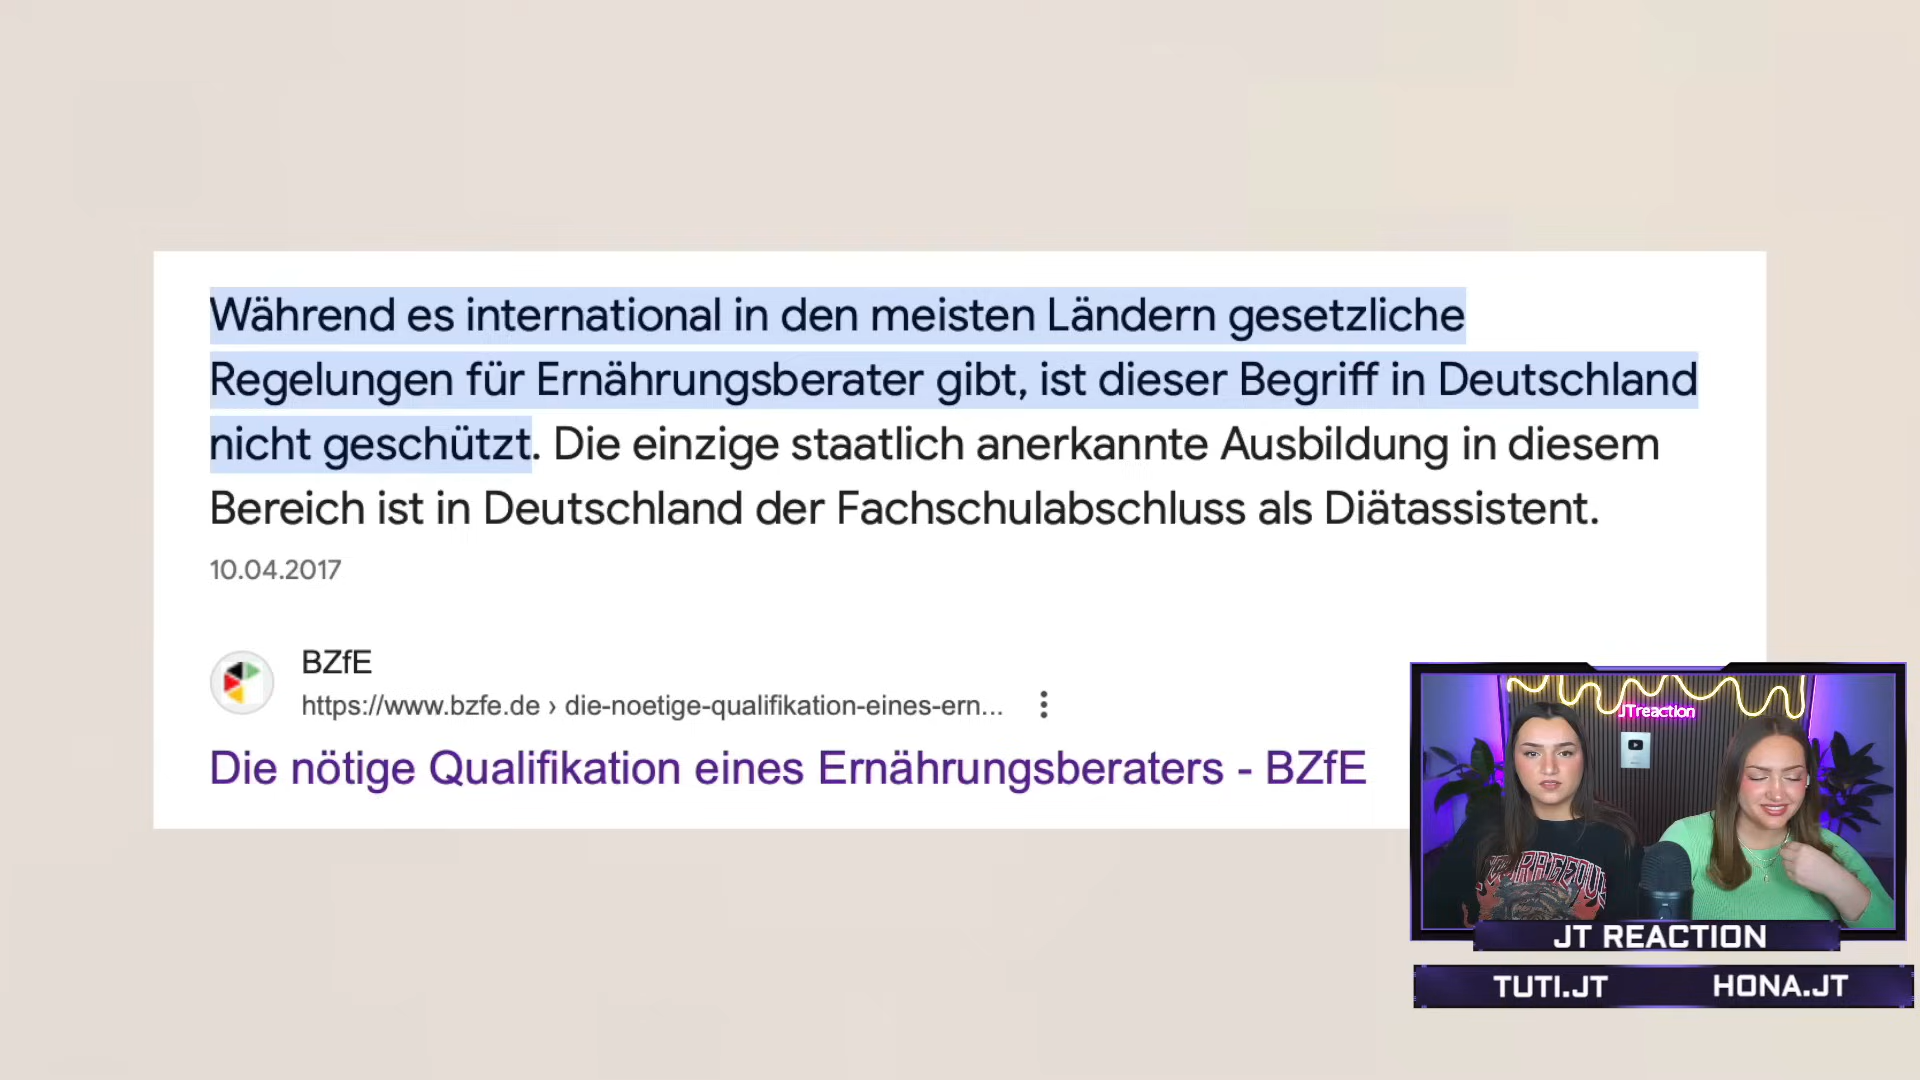 Während es international in den meisten Ländern gesetzliche
Regelungen für Ernährungsberater gibt, ist dieser Begriff in Deutschland
nicht geschützt. Die einzige staatlich anerkannte Ausbildung in diesem
Bereich ist in Deutschland der Fachschulabschluss als Diätassistent.
10.04.2017
BZfE
https://www.bzfe.de › die-noetige-qualifikation-eines-ern...
Die nötige Qualifikation eines Ernährungsberaters - BZfE
JTreaction
JT REACTION
TUTI.JT
HONA.JT